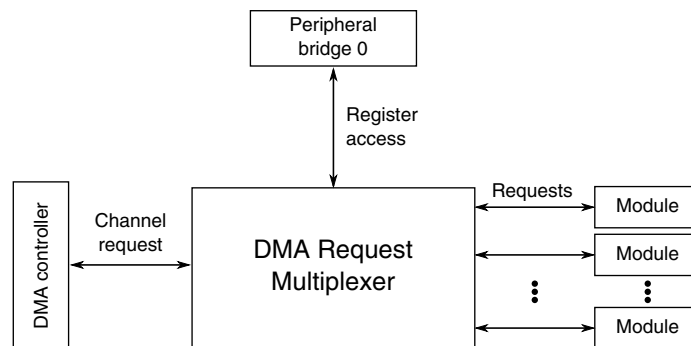 Peripheral
bridge 0
Register
access
Requests
Module
Channel
request
DMA controller
DMA Request
Multiplexer
Module
Module